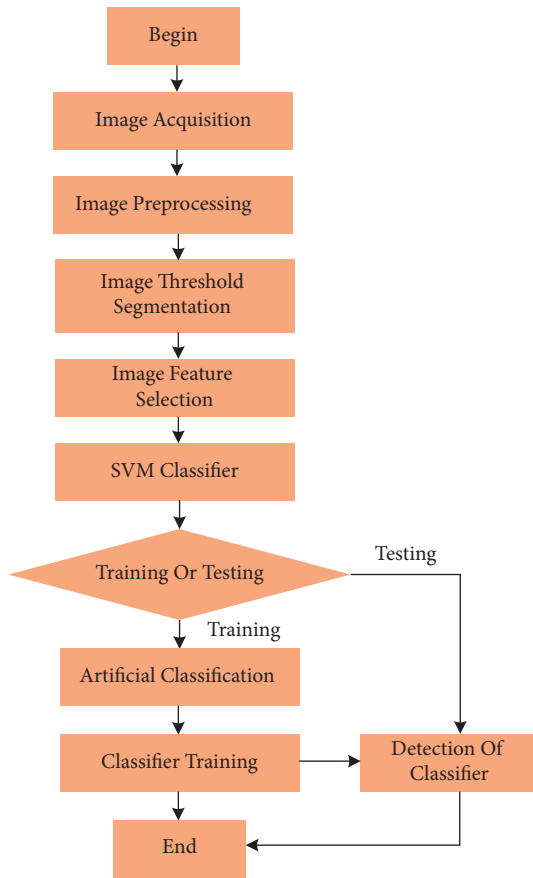 Begin
Image Acquisition
Image Preprocessing
Image Threshold
Segmentation
Image Feature
Selection
SVM Classifier
Training Or Testing
Testing
Training
Artificial Classification
Classifier Training
Detection Of
Classifier
End